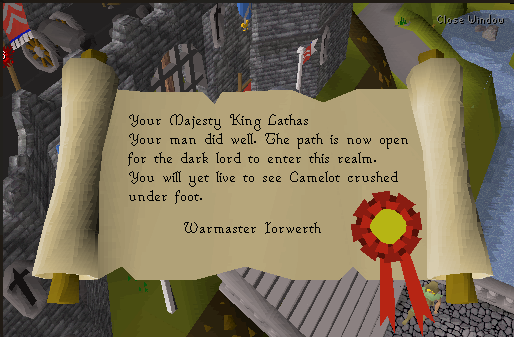 Close Window
Your Majesty King Lathas
Your man did well. The path is now open
for the dark lord to enter this realm.
You will yet live to see Camelot crushed
under foot.
Warmaster Iorwerth